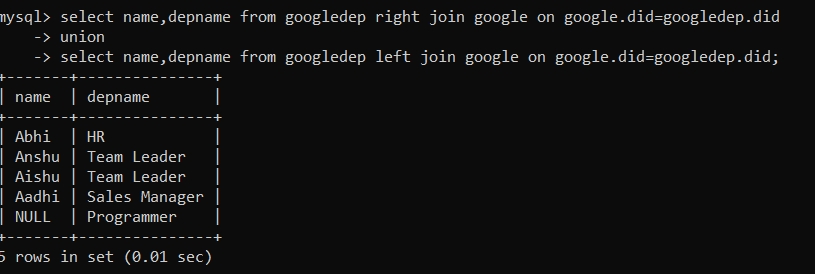 mysql> select name,depname from googledep right join google on google.did=googledep.did
    -> union
    -> select name,depname from googledep left join google on google.did=googledep.did;
+-------+---------------+
| name  | depname       |
+-------+---------------+
| Abhi  | HR            |
| Anshu | Team Leader   |
| Aishu | Team Leader   |
| Aadhi | Sales Manager |
| NULL  | Programmer    |
+-------+---------------+
5 rows in set (0.01 sec)